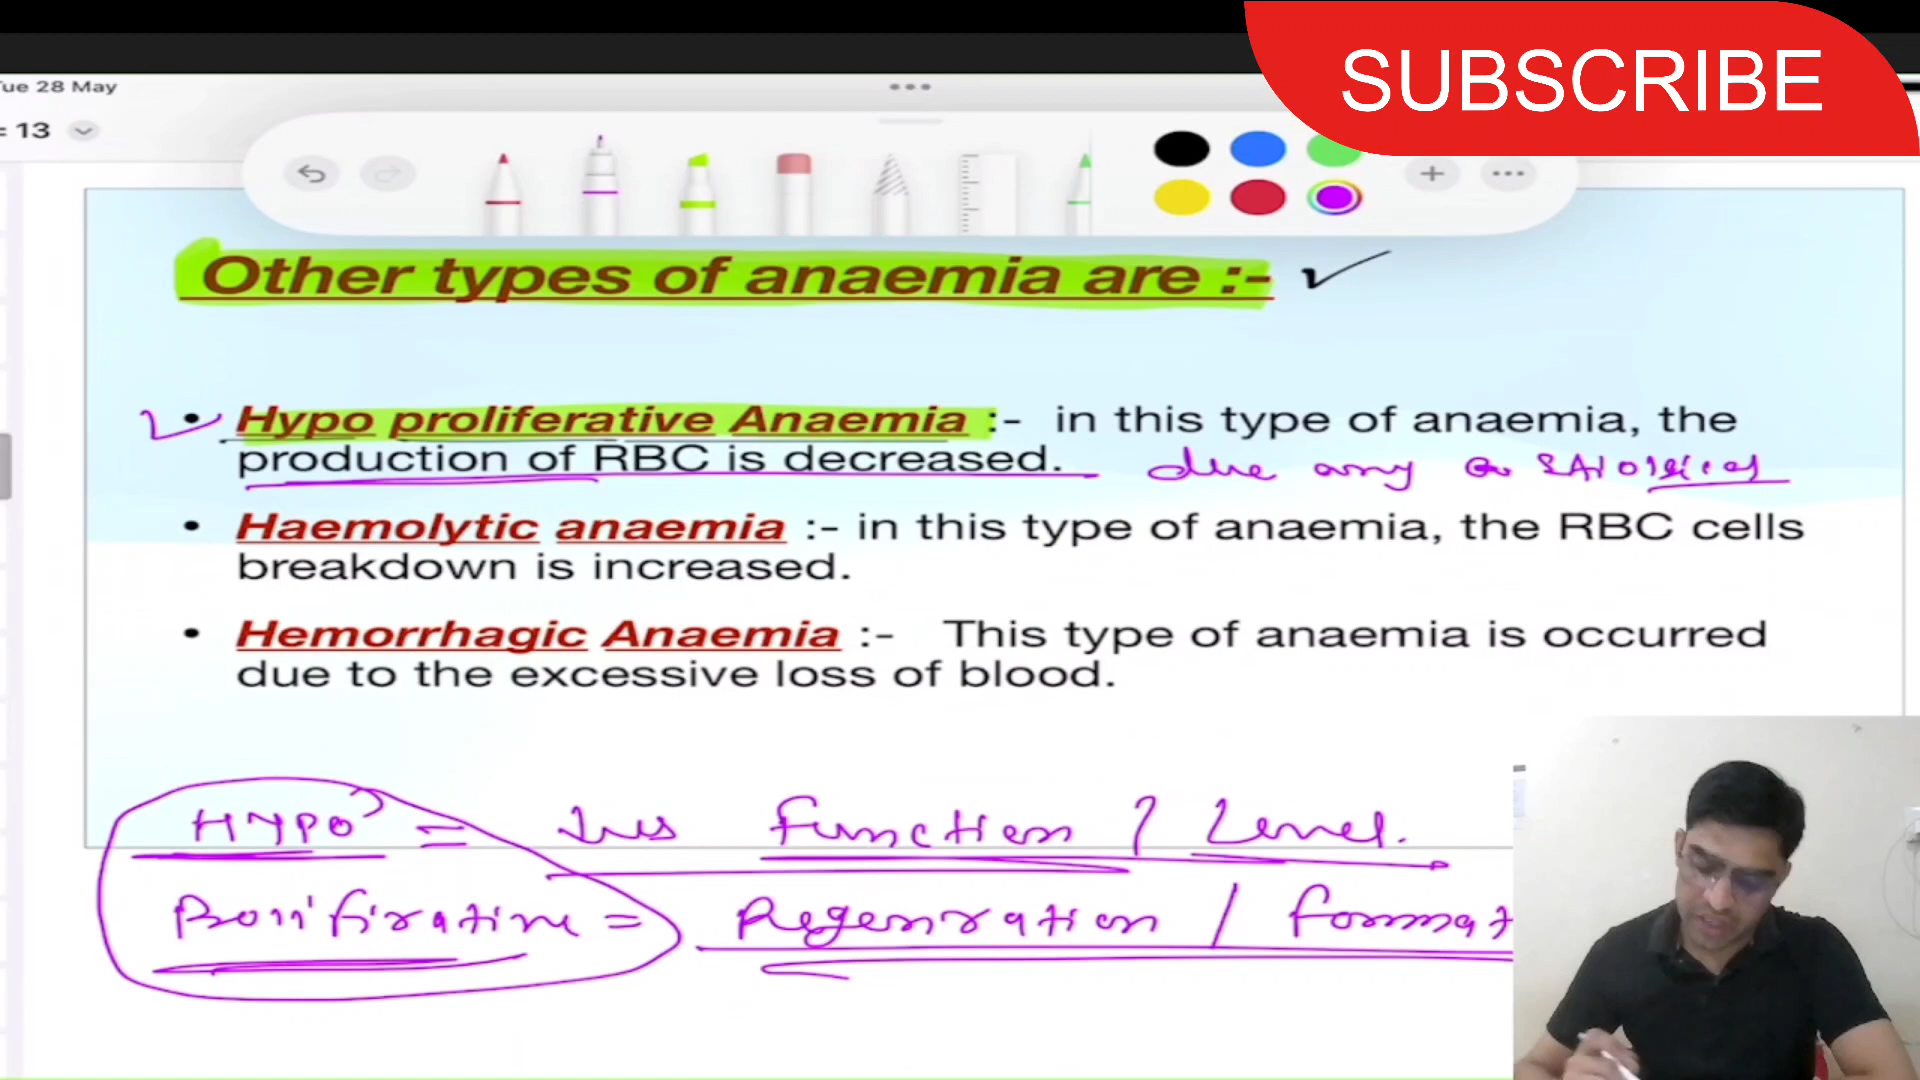 SUBSCRIBE
Tue 28 May
= 13
Other types of anaemia are :-
• Hypo proliferative Anaemia :- in this type of anaemia, the
production of RBC is decreased. due any
• Haemolytic anaemia :- in this type of anaemia, the RBC cells
breakdown is increased.
• Hemorrhagic Anaemia :- This type of anaemia is occurred
due to the excessive loss of blood.
HYPO = Function / Level.
Prolifirative = Regenration / Format